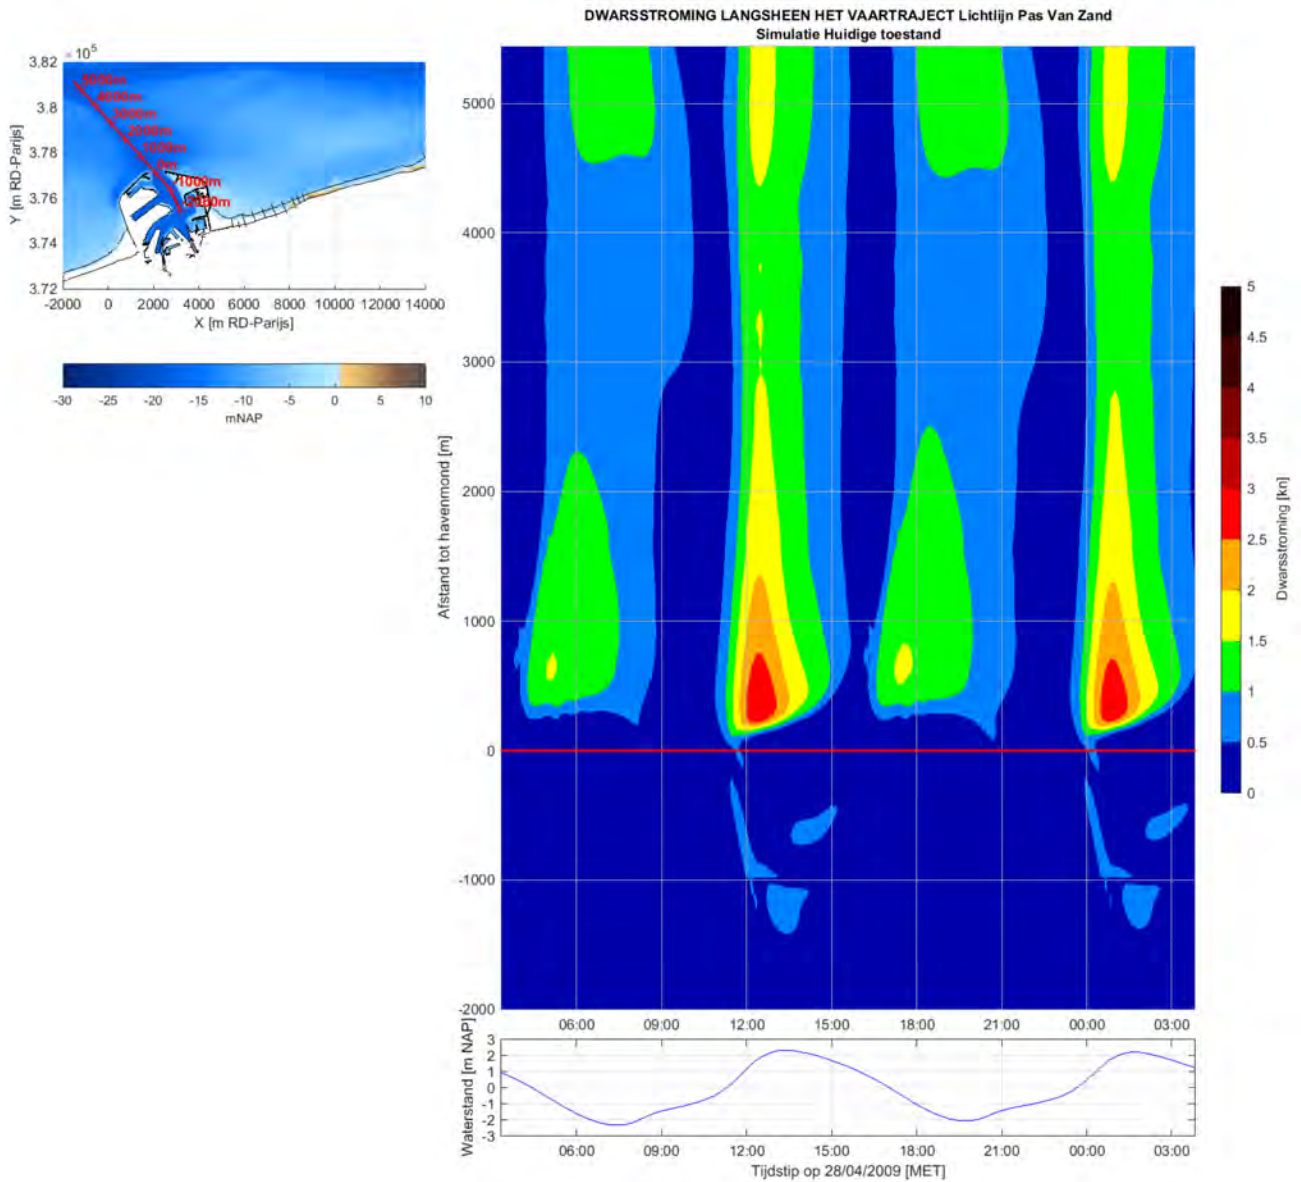 DWARSSTROMING LANGSHEEN HET VAARTRAJECT Lichtlijn Pas Van Zand
Simulatie Huidige toestand
× 10⁵
3.82
3.8
3.78
3.76
3.74
3.72
Y [m RD-Parijs]
5000m
4000m
3000m
2000m
1000m
0m
-1000m
-2000m
-2000 0 2000 4000 6000 8000 10000 12000 14000
X [m RD-Parijs]
-30 -25 -20 -15 -10 -5 0 5 10
mNAP
Afstand tot havenmond [m]
5000
4000
3000
2000
1000
0
-1000
-2000
06:00 09:00 12:00 15:00 18:00 21:00 00:00 03:00
5
4.5
4
3.5
3
2.5
2
1.5
1
0.5
0
Dwarsstroming [kn]
Waterstand [m NAP]
3
2
1
0
-1
-2
-3
06:00 09:00 12:00 15:00 18:00 21:00 00:00 03:00
Tijdstip op 28/04/2009 [MET]